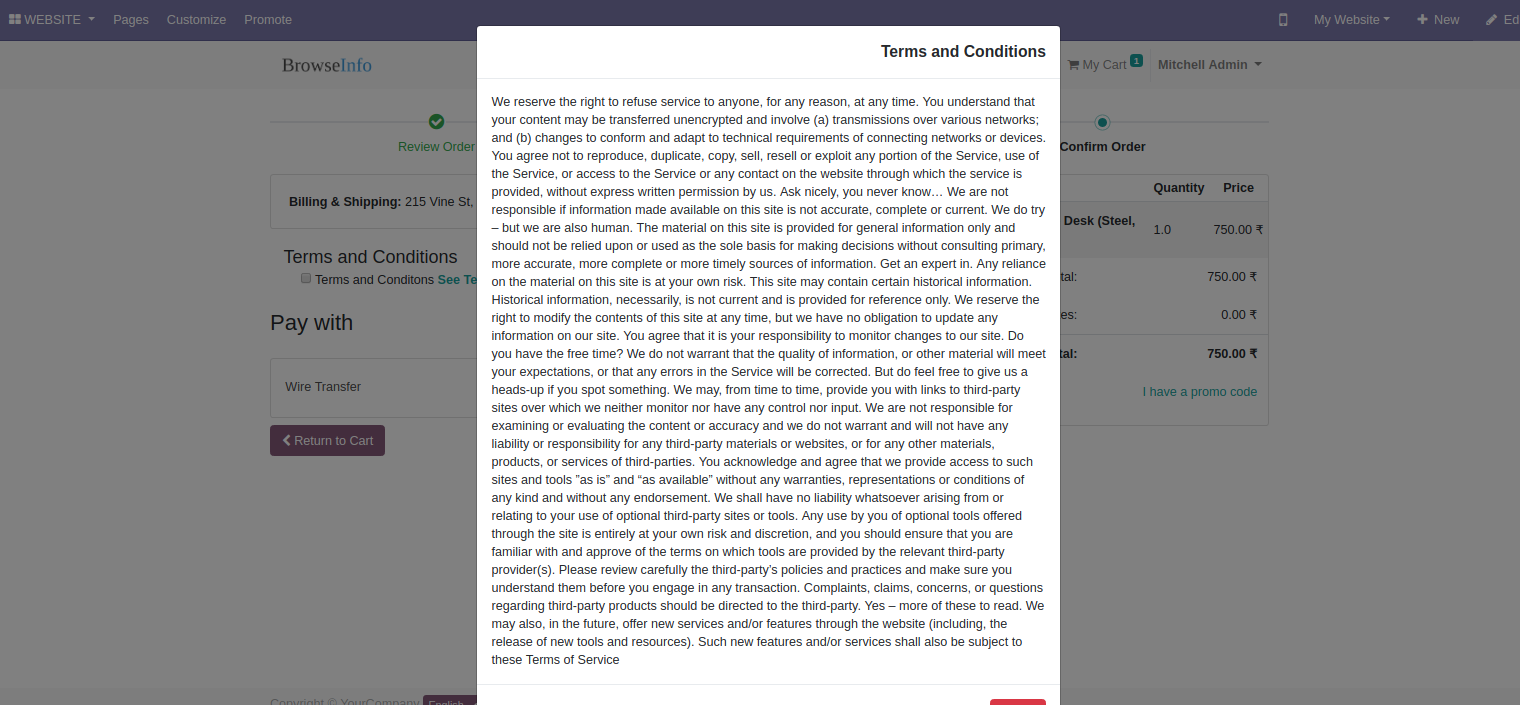 WEBSITE Pages Customize Promote My Website New Ed
BrowseInfo My Cart 1 Mitchell Admin
Review Order Confirm Order
Billing & Shipping: 215 Vine St,
Terms and Conditions
Terms and Conditons See Te
Pay with
Wire Transfer
Return to Cart
Terms and Conditions
We reserve the right to refuse service to anyone, for any reason, at any time. You understand that
your content may be transferred unencrypted and involve (a) transmissions over various networks;
and (b) changes to conform and adapt to technical requirements of connecting networks or devices.
You agree not to reproduce, duplicate, copy, sell, resell or exploit any portion of the Service, use of
the Service, or access to the Service or any contact on the website through which the service is
provided, without express written permission by us. Ask nicely, you never know… We are not
responsible if information made available on this site is not accurate, complete or current. We do try
– but we are also human. The material on this site is provided for general information only and
should not be relied upon or used as the sole basis for making decisions without consulting primary,
more accurate, more complete or more timely sources of information. Get an expert in. Any reliance
on the material on this site is at your own risk. This site may contain certain historical information.
Historical information, necessarily, is not current and is provided for reference only. We reserve the
right to modify the contents of this site at any time, but we have no obligation to update any
information on our site. You agree that it is your responsibility to monitor changes to our site. Do
you have the free time? We do not warrant that the quality of information, or other material will meet
your expectations, or that any errors in the Service will be corrected. But do feel free to give us a
heads-up if you spot something. We may, from time to time, provide you with links to third-party
sites over which we neither monitor nor have any control nor input. We are not responsible for
examining or evaluating the content or accuracy and we do not warrant and will not have any
liability or responsibility for any third-party materials or websites, or for any other materials,
products, or services of third-parties. You acknowledge and agree that we provide access to such
sites and tools ”as is” and “as available” without any warranties, representations or conditions of
any kind and without any endorsement. We shall have no liability whatsoever arising from or
relating to your use of optional third-party sites or tools. Any use by you of optional tools offered
through the site is entirely at your own risk and discretion, and you should ensure that you are
familiar with and approve of the terms on which tools are provided by the relevant third-party
provider(s). Please review carefully the third-party’s policies and practices and make sure you
understand them before you engage in any transaction. Complaints, claims, concerns, or questions
regarding third-party products should be directed to the third-party. Yes – more of these to read. We
may also, in the future, offer new services and/or features through the website (including, the
release of new tools and resources). Such new features and/or services shall also be subject to
these Terms of Service
Quantity Price
Desk (Steel, 1.0 750.00 ₹
tal: 750.00 ₹
es: 0.00 ₹
tal: 750.00 ₹
I have a promo code
Copyright © YourCompany English